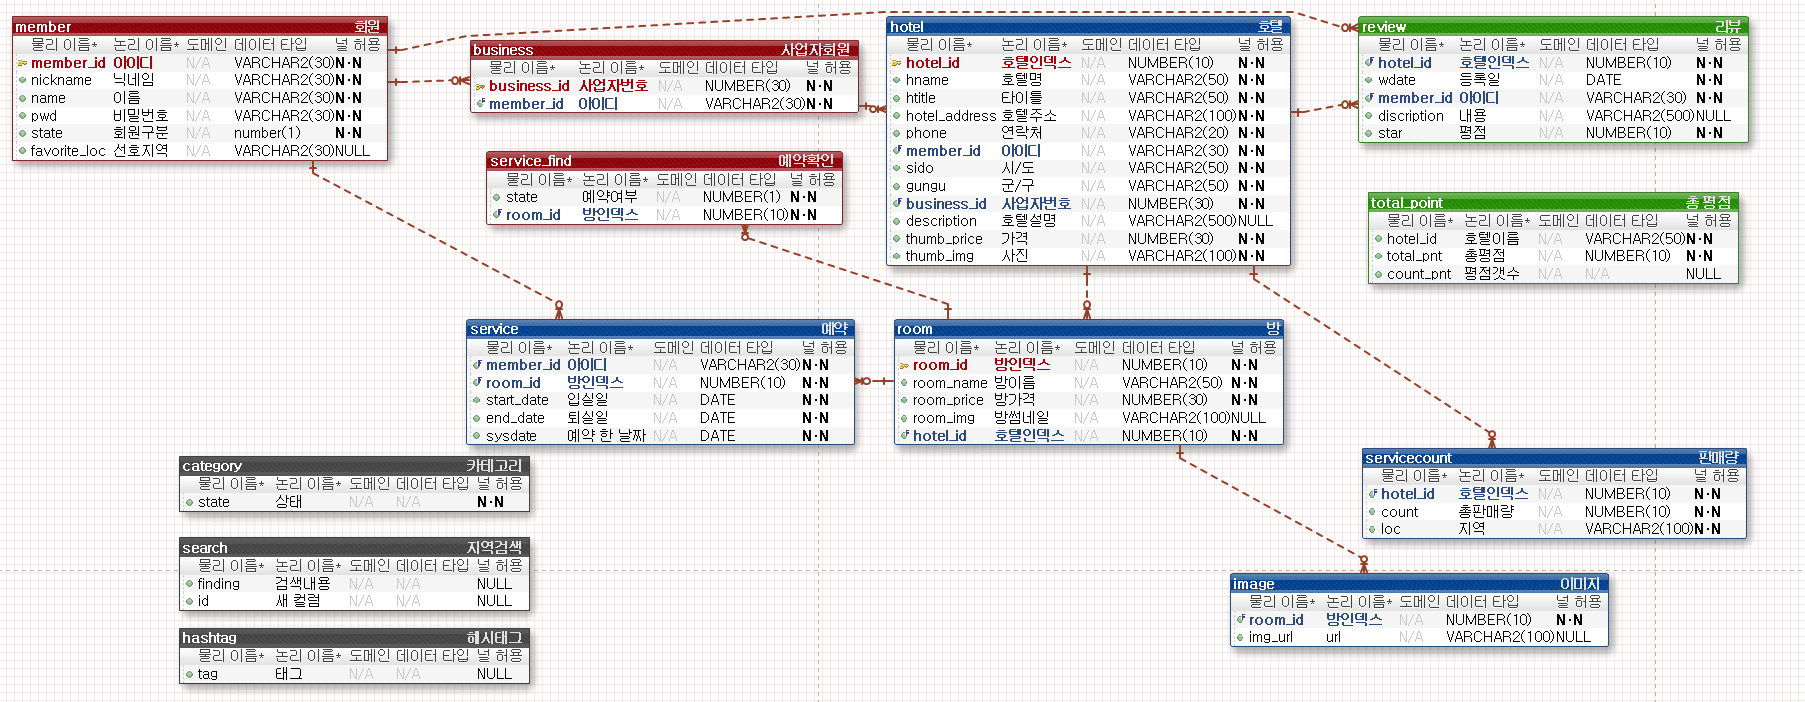 member 회원
물리 이름* 논리 이름* 도메인 데이터 타입 널 허용
member_id 아이디 N/A VARCHAR2(30) N·N
nickname 닉네임 N/A VARCHAR2(30) N·N
name 이름 N/A VARCHAR2(30) N·N
pwd 비밀번호 N/A VARCHAR2(30) N·N
state 회원구분 N/A number(1) N·N
favorite_loc 선호지역 N/A VARCHAR2(30) NULL
business 사업자회원
물리 이름* 논리 이름* 도메인 데이터 타입 널 허용
business_id 사업자번호 N/A NUMBER(30) N·N
member_id 아이디 N/A VARCHAR2(30) N·N
service_find 예약확인
물리 이름* 논리 이름* 도메인 데이터 타입 널 허용
state 예약여부 N/A NUMBER(1) N·N
room_id 방인덱스 N/A NUMBER(10) N·N
hotel 호텔
물리 이름* 논리 이름* 도메인 데이터 타입 널 허용
hotel_id 호텔인덱스 N/A NUMBER(10) N·N
hname 호텔명 N/A VARCHAR2(50) N·N
htitle 타이틀 N/A VARCHAR2(50) N·N
hotel_address 호텔주소 N/A VARCHAR2(100) N·N
phone 연락처 N/A VARCHAR2(20) N·N
member_id 아이디 N/A VARCHAR2(30) N·N
sido 시/도 N/A VARCHAR2(50) N·N
gungu 군/구 N/A VARCHAR2(50) N·N
business_id 사업자번호 N/A NUMBER(30) N·N
description 호텔설명 N/A VARCHAR2(500) NULL
thumb_price 가격 N/A NUMBER(30) N·N
thumb_img 사진 N/A VARCHAR2(100) N·N
review 리뷰
물리 이름* 논리 이름* 도메인 데이터 타입 널 허용
hotel_id 호텔인덱스 N/A NUMBER(10) N·N
wdate 등록일 N/A DATE N·N
member_id 아이디 N/A VARCHAR2(30) N·N
discription 내용 N/A VARCHAR2(500) NULL
star 평점 N/A NUMBER(10) N·N
total_point 총 평점
물리 이름* 논리 이름* 도메인 데이터 타입 널 허용
hotel_id 호텔이름 N/A VARCHAR2(50) N·N
total_pnt 총평점 N/A NUMBER(10) N·N
count_pnt 평점갯수 N/A N/A NULL
service 예약
물리 이름* 논리 이름* 도메인 데이터 타입 널 허용
member_id 아이디 N/A VARCHAR2(30) N·N
room_id 방인덱스 N/A NUMBER(10) N·N
start_date 입실일 N/A DATE N·N
end_date 퇴실일 N/A DATE N·N
sysdate 예약 한 날짜 N/A DATE N·N
room 방
물리 이름* 논리 이름* 도메인 데이터 타입 널 허용
room_id 방인덱스 N/A NUMBER(10) N·N
room_name 방이름 N/A VARCHAR2(50) N·N
room_price 방가격 N/A NUMBER(30) N·N
room_img 방썸네일 N/A VARCHAR2(100) NULL
hotel_id 호텔인덱스 N/A NUMBER(10) N·N
category 카테고리
물리 이름* 논리 이름* 도메인 데이터 타입 널 허용
state 상태 N/A N/A N·N
search 지역검색
물리 이름* 논리 이름* 도메인 데이터 타입 널 허용
finding 검색내용 N/A N/A NULL
id 새 컬럼 N/A N/A NULL
hashtag 해시태그
물리 이름* 논리 이름* 도메인 데이터 타입 널 허용
tag 태그 N/A N/A NULL
servicecount 판매량
물리 이름* 논리 이름* 도메인 데이터 타입 널 허용
hotel_id 호텔인덱스 N/A NUMBER(10) N·N
count 총판매량 N/A NUMBER(10) N·N
loc 지역 N/A VARCHAR2(100) N·N
image 이미지
물리 이름* 논리 이름* 도메인 데이터 타입 널 허용
room_id 방인덱스 N/A NUMBER(10) N·N
img_url url N/A VARCHAR2(100) NULL